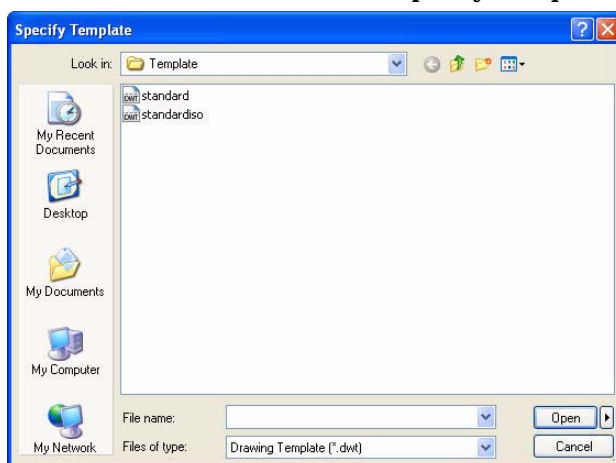 Specify Template
Look in:
Template
standard
standardiso
My Recent
Documents
Desktop
My Documents
My Computer
My Network
File name:
Open
Files of type:
Drawing Template (*.dwt)
Cancel